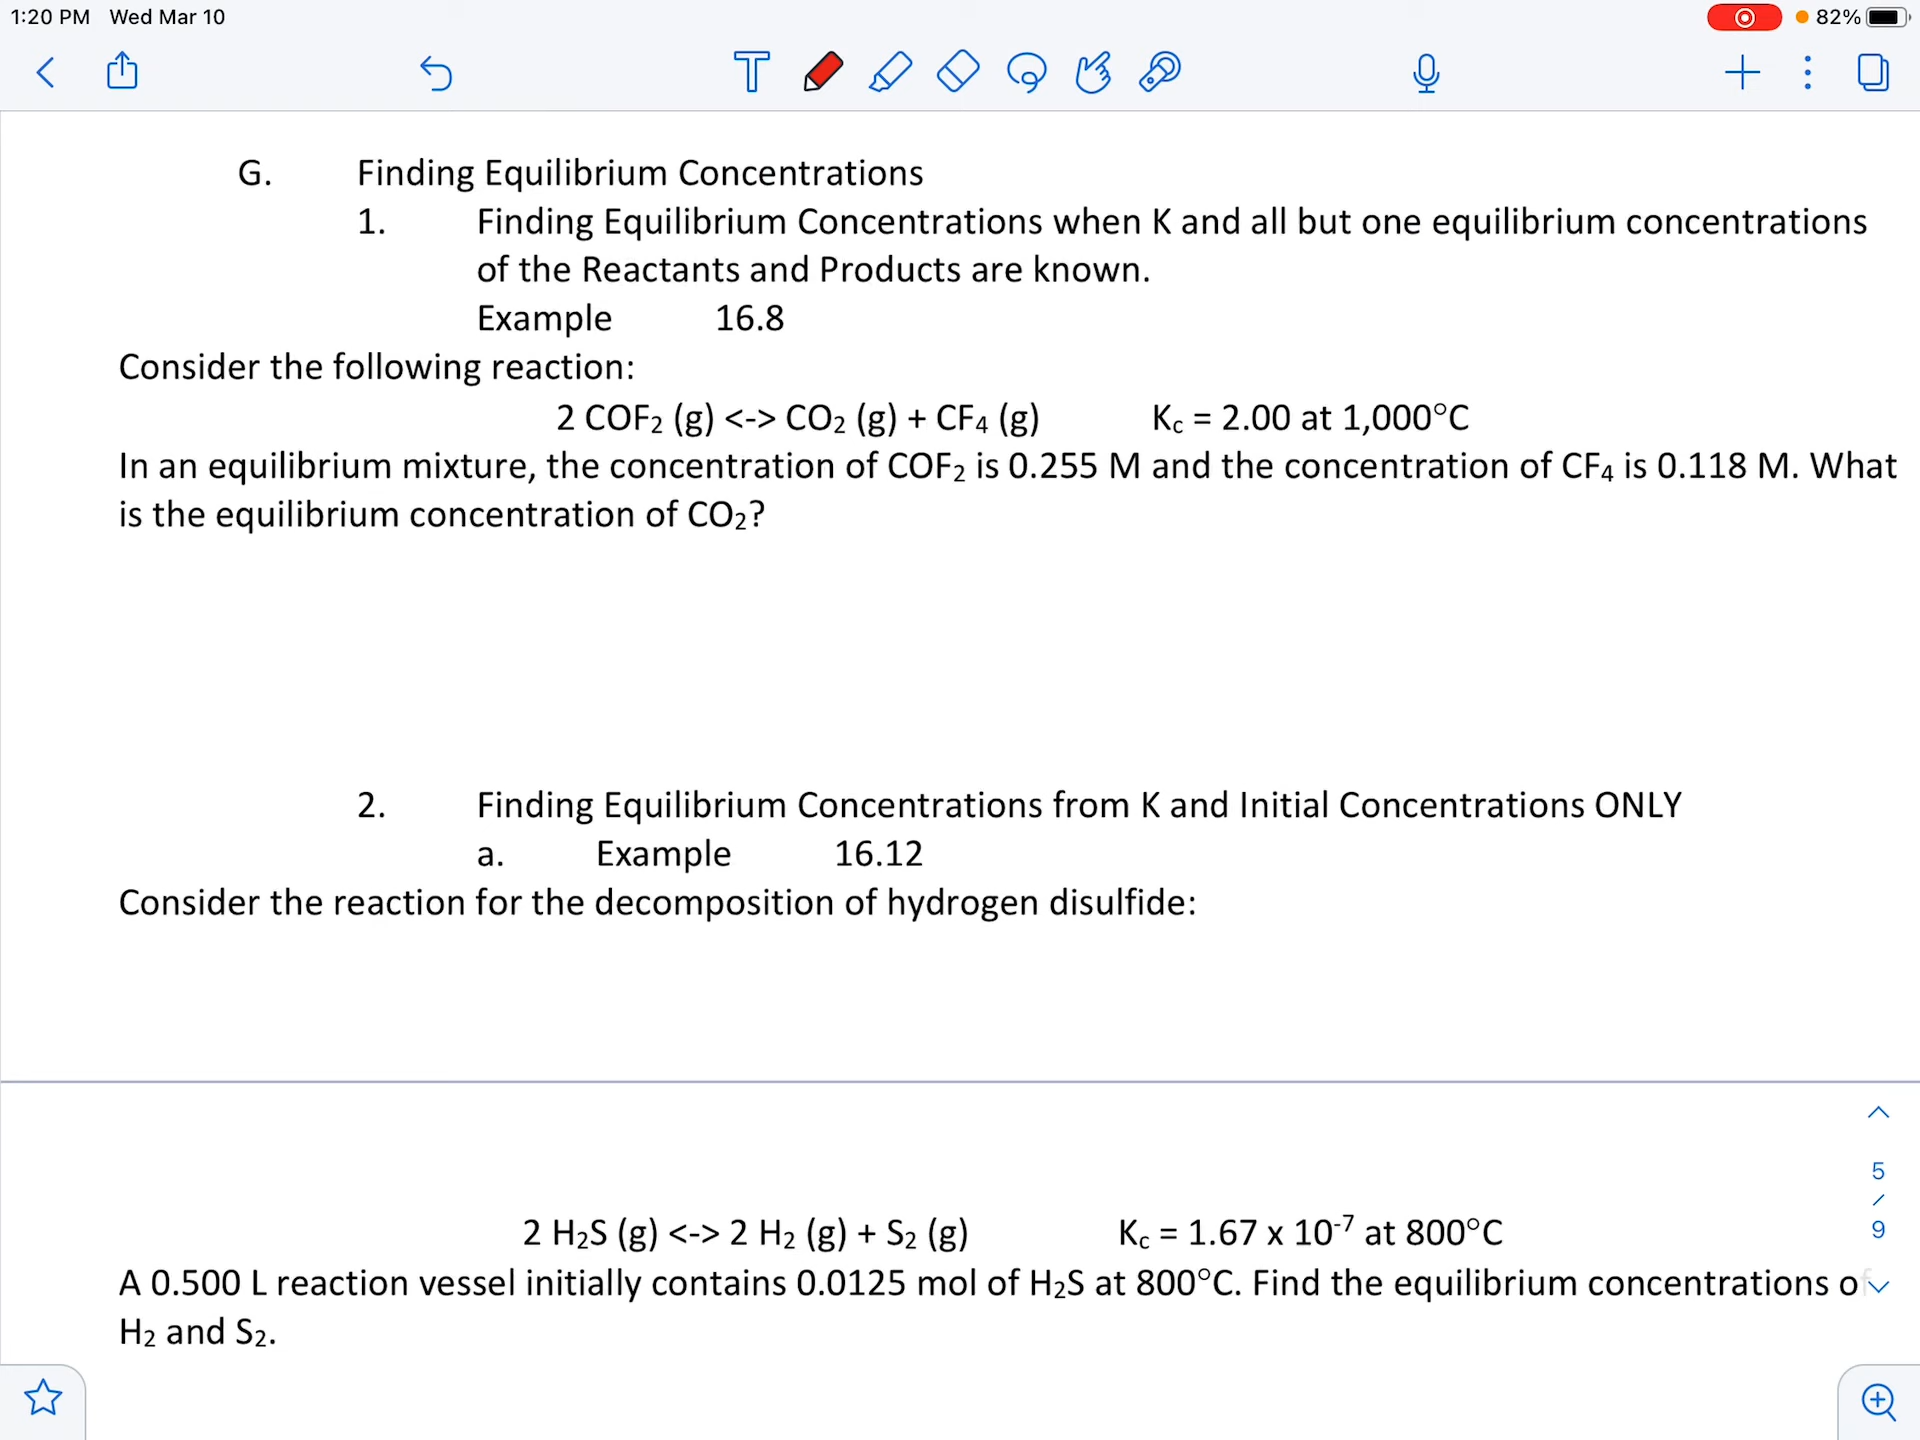 1:20 PM Wed Mar 10 82%
G. Finding Equilibrium Concentrations
1. Finding Equilibrium Concentrations when K and all but one equilibrium concentrations
of the Reactants and Products are known.
Example 16.8
Consider the following reaction:
2 COF₂ (g) <-> CO₂ (g) + CF₄ (g) K꜀ = 2.00 at 1,000°C
In an equilibrium mixture, the concentration of COF₂ is 0.255 M and the concentration of CF₄ is 0.118 M. What
is the equilibrium concentration of CO₂?
2. Finding Equilibrium Concentrations from K and Initial Concentrations ONLY
a. Example 16.12
Consider the reaction for the decomposition of hydrogen disulfide:
5
/
9
2 H₂S (g) <-> 2 H₂ (g) + S₂ (g) K꜀ = 1.67 x 10⁻⁷ at 800°C
A 0.500 L reaction vessel initially contains 0.0125 mol of H₂S at 800°C. Find the equilibrium concentrations of
H₂ and S₂.